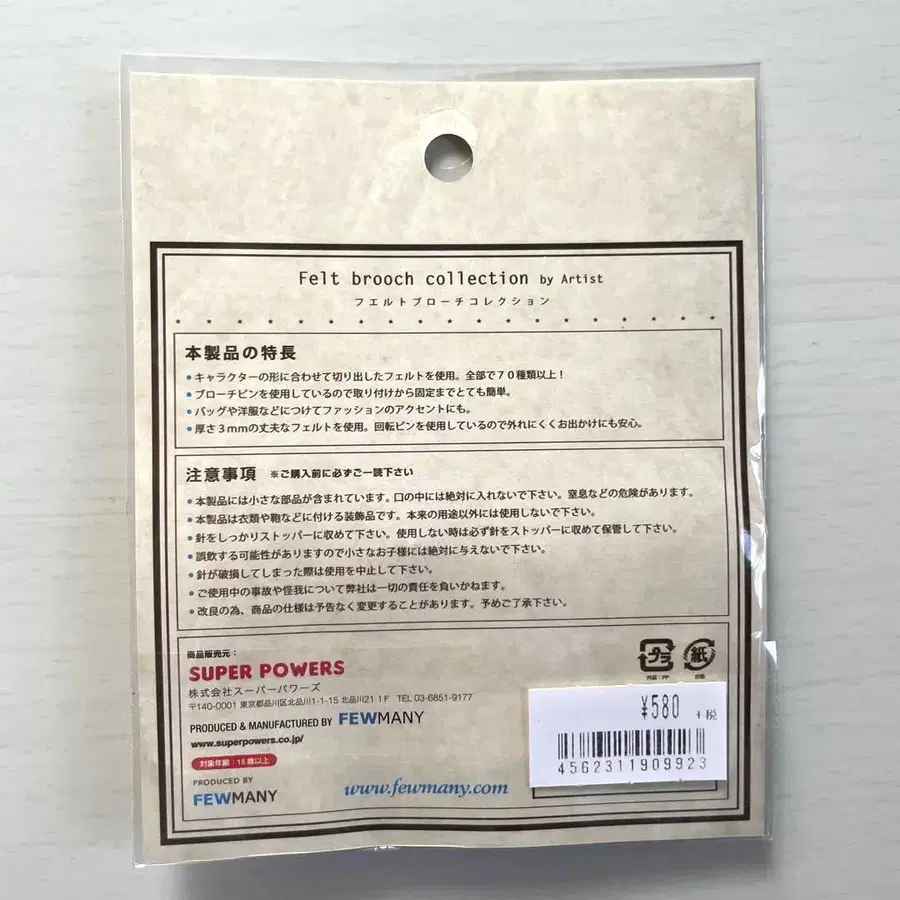 Felt brooch collection by Artist
フエルトブローチコレクション
本製品の特長
●キャラクターの形に合わせて切り出したフェルトを使用。全部で７０種類以上！
●ブローチピンを使用しているので取り付けから固定までとても簡単。
●バッグや洋服などにつけてファッションのアクセントにも。
●厚さ３ｍｍの丈夫なフェルトを使用。回転ピンを使用しているので外れにくくお出かけにも安心。
注意事項 ※ご購入前に必ずご一読下さい
●本製品には小さな部品が含まれています。口の中には絶対に入れないで下さい。窒息などの危険があります。
●本製品は衣類や鞄などに付ける装飾品です。本来の用途以外には使用しないで下さい。
●針をしっかりストッパーに収めて下さい。使用しない時は必ず針をストッパーに収めて保管して下さい。
●誤飲する可能性がありますので小さなお子様には絶対に与えないで下さい。
●針が破損してしまった際は使用を中止して下さい。
●ご使用中の事故や怪我について弊社は一切の責任を負いかねます。
●改良の為、商品の仕様は予告なく変更することがあります。予めご了承下さい。
商品販売元：
SUPER POWERS
株式会社スーパーパワーズ
〒140-0001 東京都品川区北品川1-1-15 北品川21 1F TEL 03-6851-9177
PRODUCED & MANUFACTURED BY FEWMANY
www.superpowers.co.jp/
対象年齢：15歳以上
PRODUCED BY
FEWMANY
www.fewmany.com
プラ
外装：PP
紙
台紙
¥580
+税
4562311909923